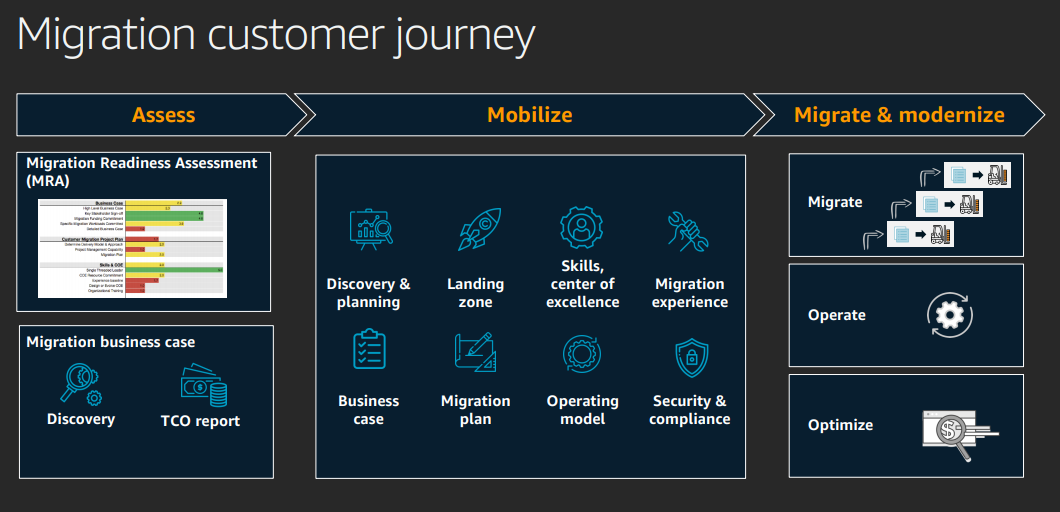 Migration customer journey
Assess
Mobilize
Migrate & modernize
Migration Readiness Assessment
(MRA)
Business Case
High Level Business Case
Key Stakeholder Sign off
Migration Funding Commitment
Specific Migration Workloads Committed
Detailed Business Case
Customer Migration Project Plan
Determine Delivery Model & Approach
Project Management Capability
Migration Plan
Skills & COE
Single Threaded Leader
COE Resource Commitment
Experience baseline
Design or Evolve COE
Organizational Training
Migration business case
Discovery
TCO report
Discovery &
planning
Landing
zone
Skills,
center of
excellence
Migration
experience
Business
case
Migration
plan
Operating
model
Security &
compliance
Migrate
Operate
Optimize